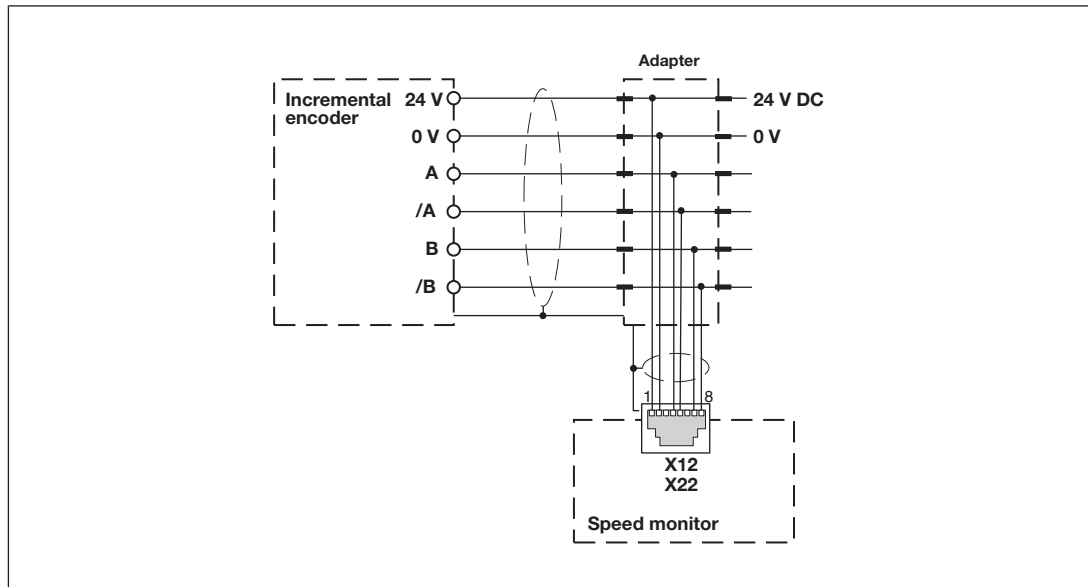 Adapter
Incremental
encoder
24 V
0 V
A
/A
B
/B
24 V DC
0 V
1
8
X12
X22
Speed monitor